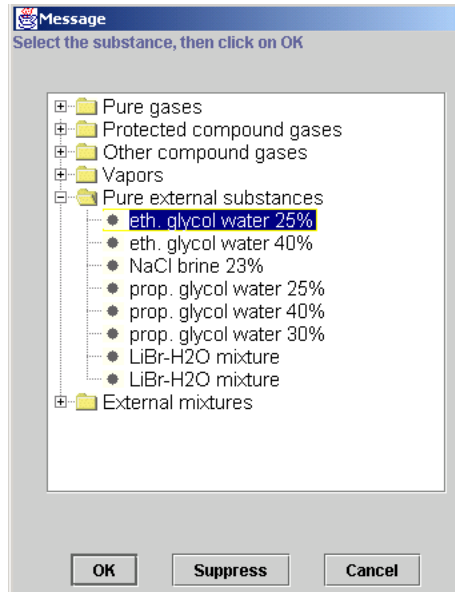 Message
Select the substance, then click on OK
Pure gases
Protected compound gases
Other compound gases
Vapors
Pure external substances
eth. glycol water 25%
eth. glycol water 40%
NaCl brine 23%
prop. glycol water 25%
prop. glycol water 40%
prop. glycol water 30%
LiBr-H2O mixture
LiBr-H2O mixture
External mixtures
OK Suppress Cancel